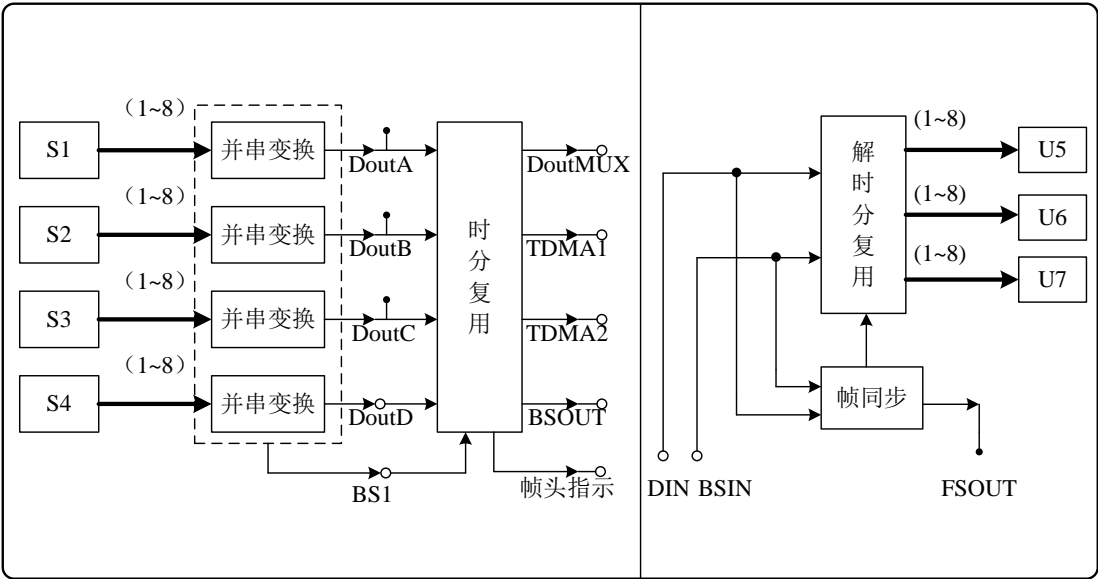 （1~8）
S1
并串变换
DoutA
DoutMUX
（1~8）
S2
并串变换
DoutB
TDMA1
（1~8）
S3
并串变换
DoutC
TDMA2
（1~8）
S4
并串变换
DoutD
BSOUT
时分复用
BS1
帧头指示
解时分复用
(1~8)
U5
(1~8)
U6
(1~8)
U7
帧同步
DIN BSIN
FSOUT